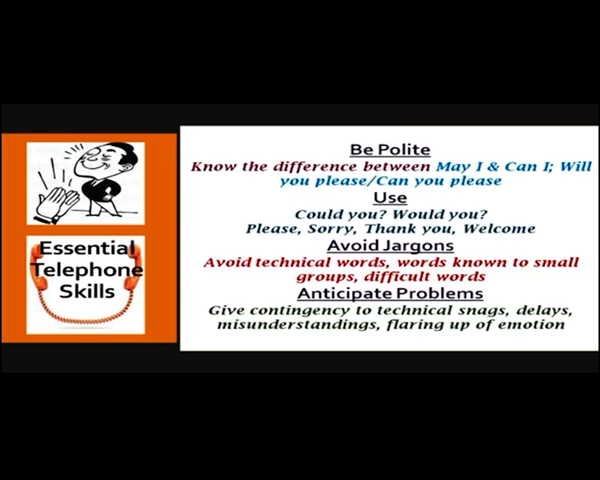 Essential
Telephone
Skills
Be Polite
Know the difference between May I & Can I; Will
you please/Can you please
Use
Could you? Would you?
Please, Sorry, Thank you, Welcome
Avoid Jargons
Avoid technical words, words known to small
groups, difficult words
Anticipate Problems
Give contingency to technical snags, delays,
misunderstandings, flaring up of emotion